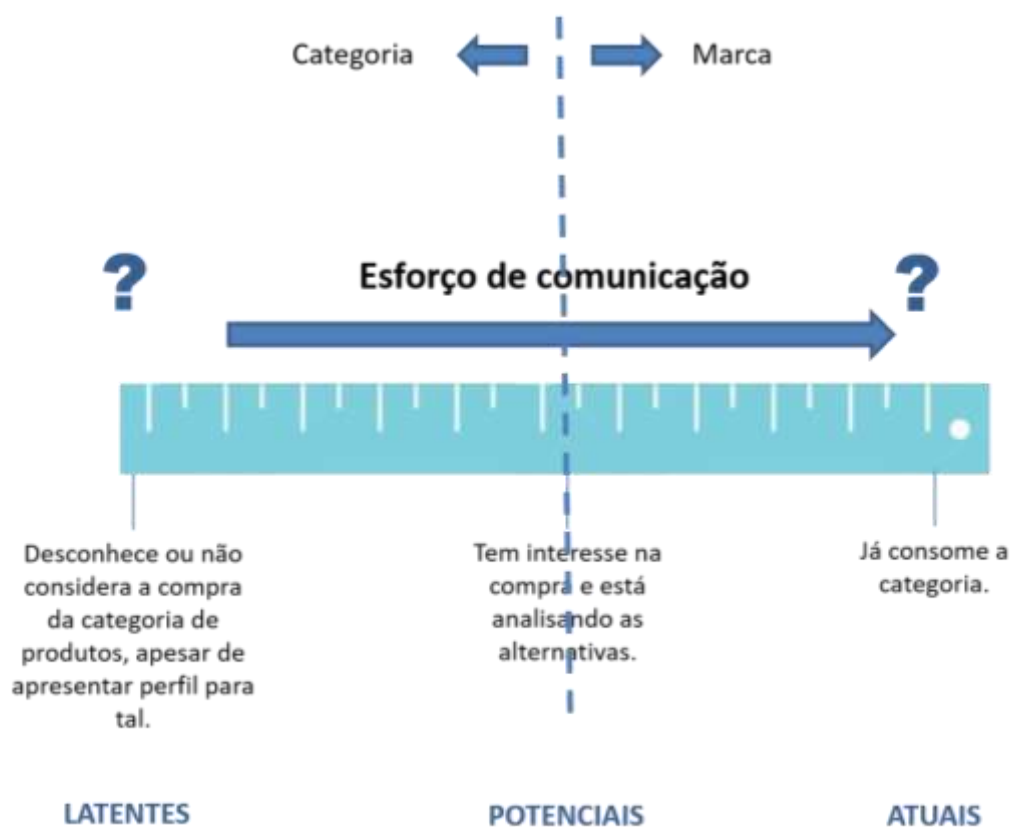 Categoria
Marca
?
?
Esforço de comunicação
Desconhece ou não
considera a compra
da categoria de
produtos, apesar de
apresentar perfil para
tal.
Tem interesse na
compra e está
analisando as
alternativas.
Já consome a
categoria.
LATENTES
POTENCIAIS
ATUAIS